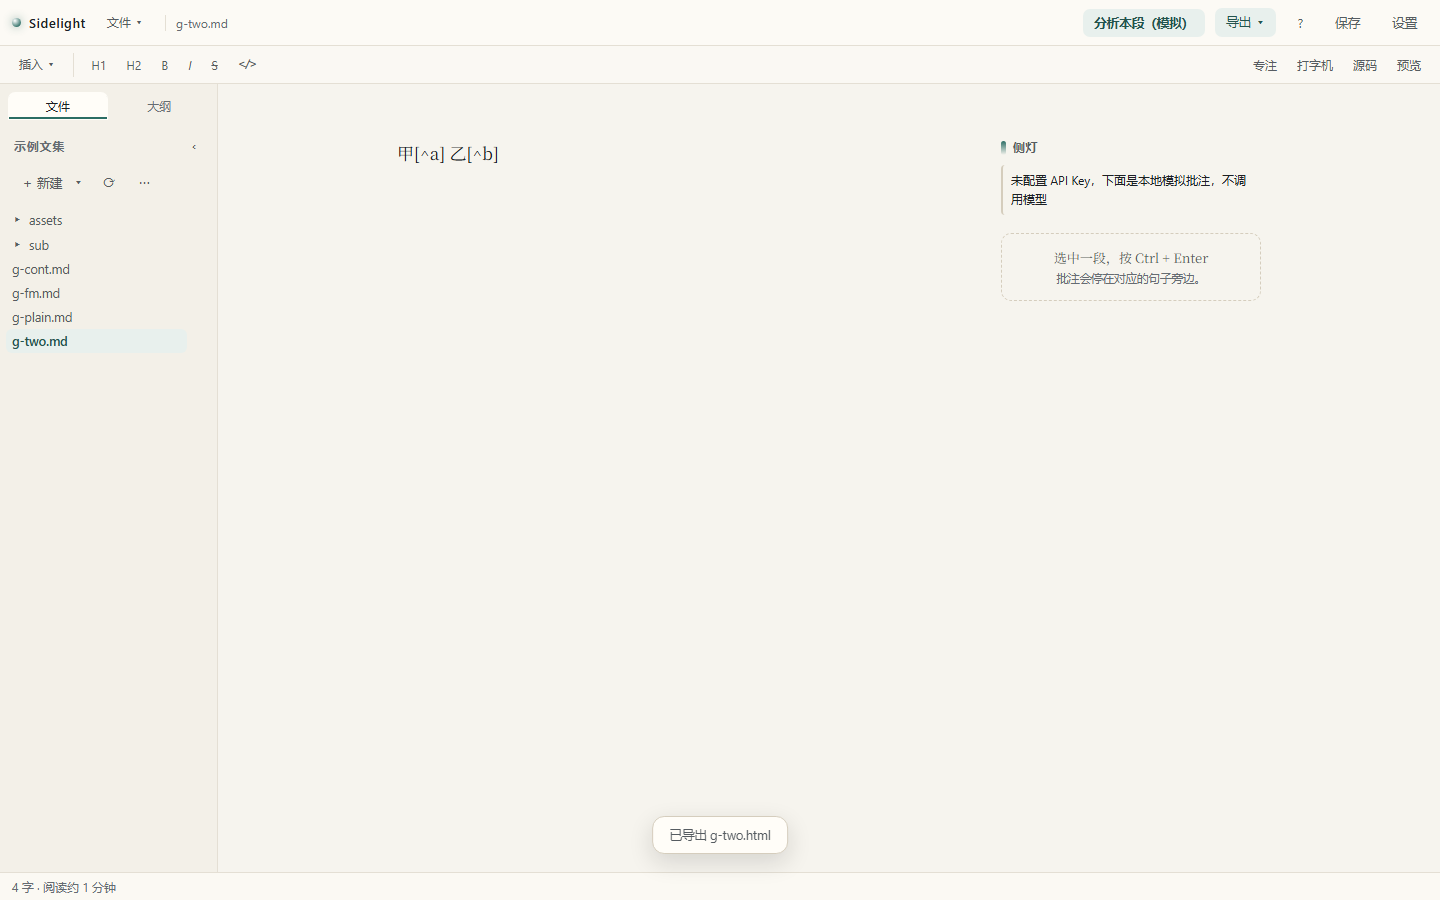 Sidelight 文件 g-two.md 分析本段（模拟） 导出 ? 保存 设置
插入 H1 H2 B I S </> 专注 打字机 源码 预览
文件 大纲
示例文集
+ 新建 ···
assets
sub
g-cont.md
g-fm.md
g-plain.md
g-two.md
甲[^a] 乙[^b]
侧灯
未配置 API Key，下面是本地模拟批注，不调
用模型
选中一段，按 Ctrl + Enter
批注会停在对应的句子旁边。
已导出 g-two.html
4 字 · 阅读约 1 分钟